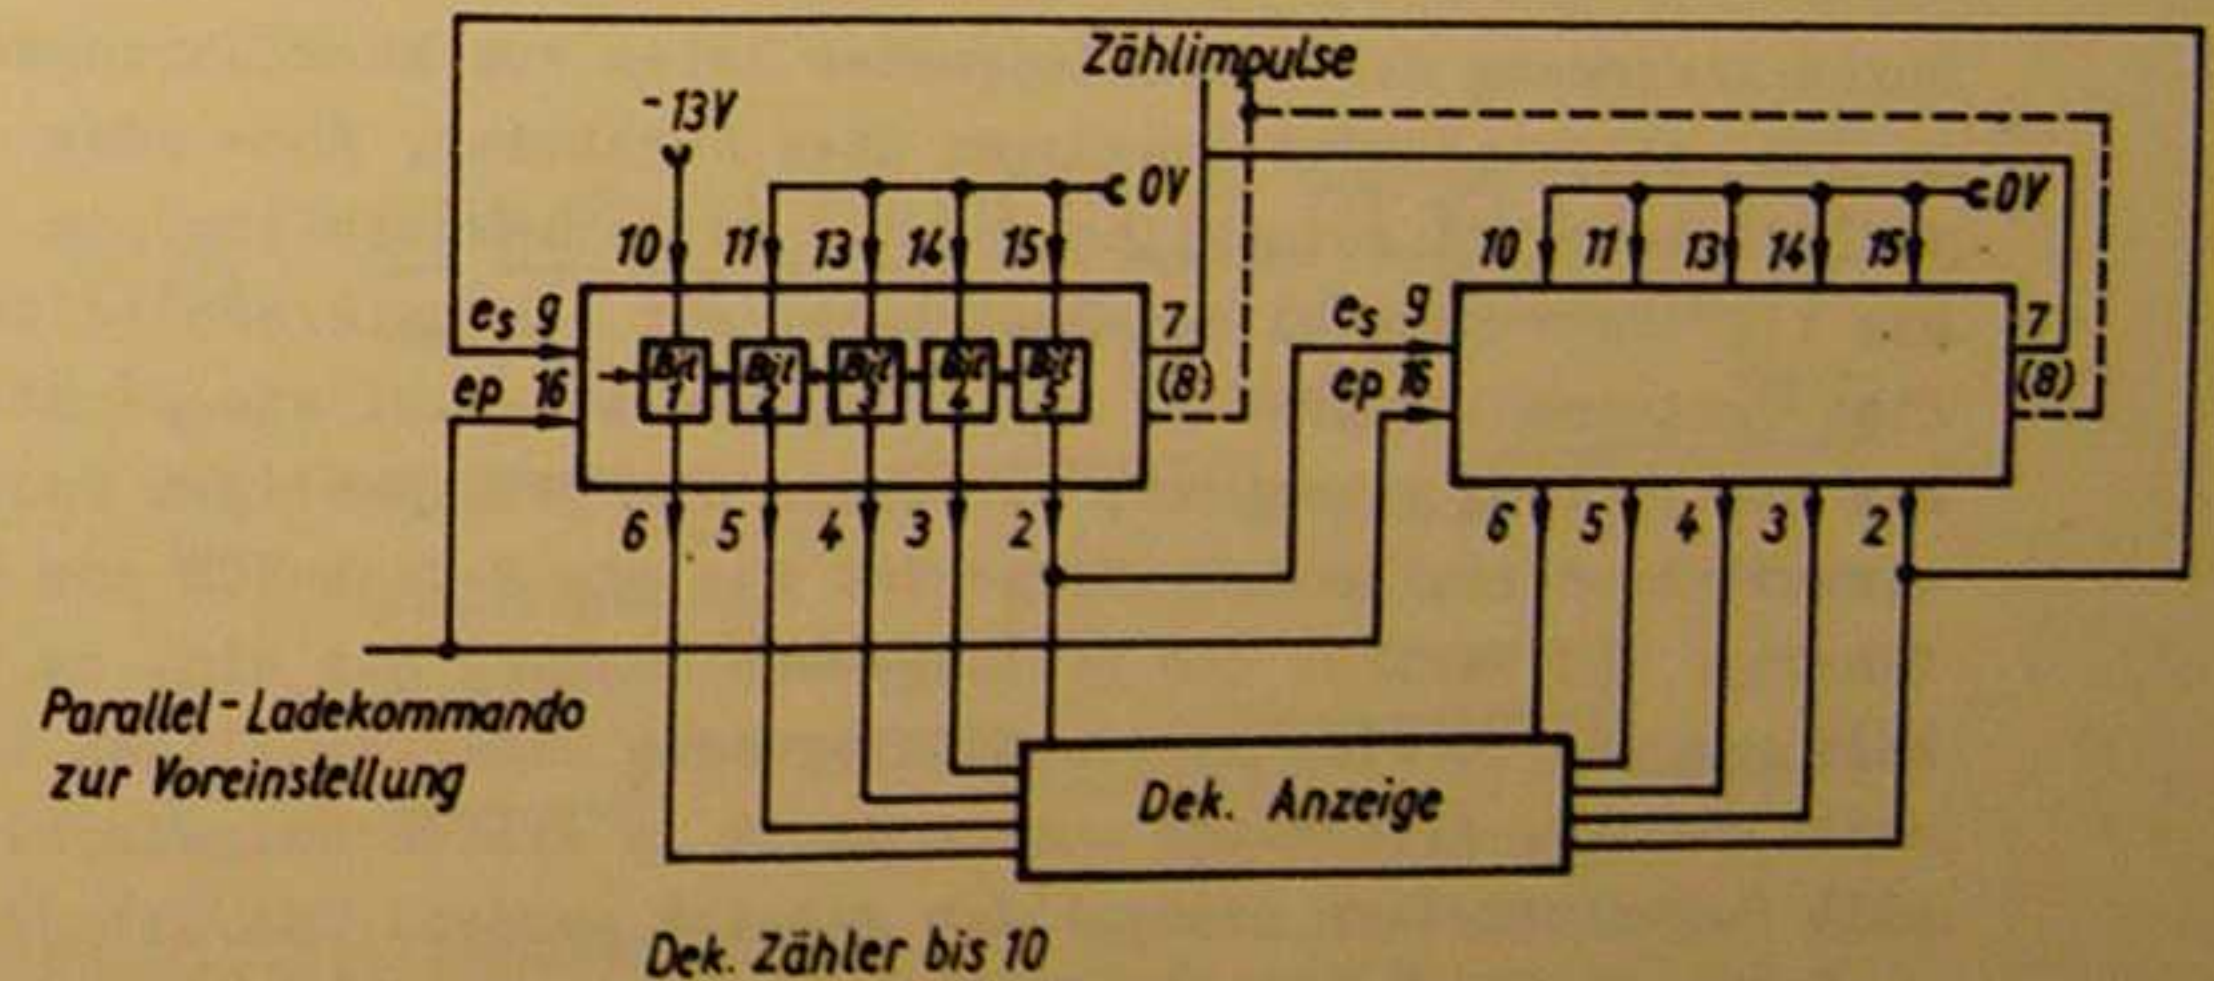 Zählimpulse
-13V
0V
0V
10 11 13 14 15
10 11 13 14 15
es 9
ep 16
Bit 1
Bit 2
Bit 3
Bit 4
Bit 5
7
(8)
es 9
ep 16
7
(8)
6 5 4 3 2
6 5 4 3 2
Parallel-Ladekommando
zur Voreinstellung
Dek. Anzeige
Dek. Zähler bis 10